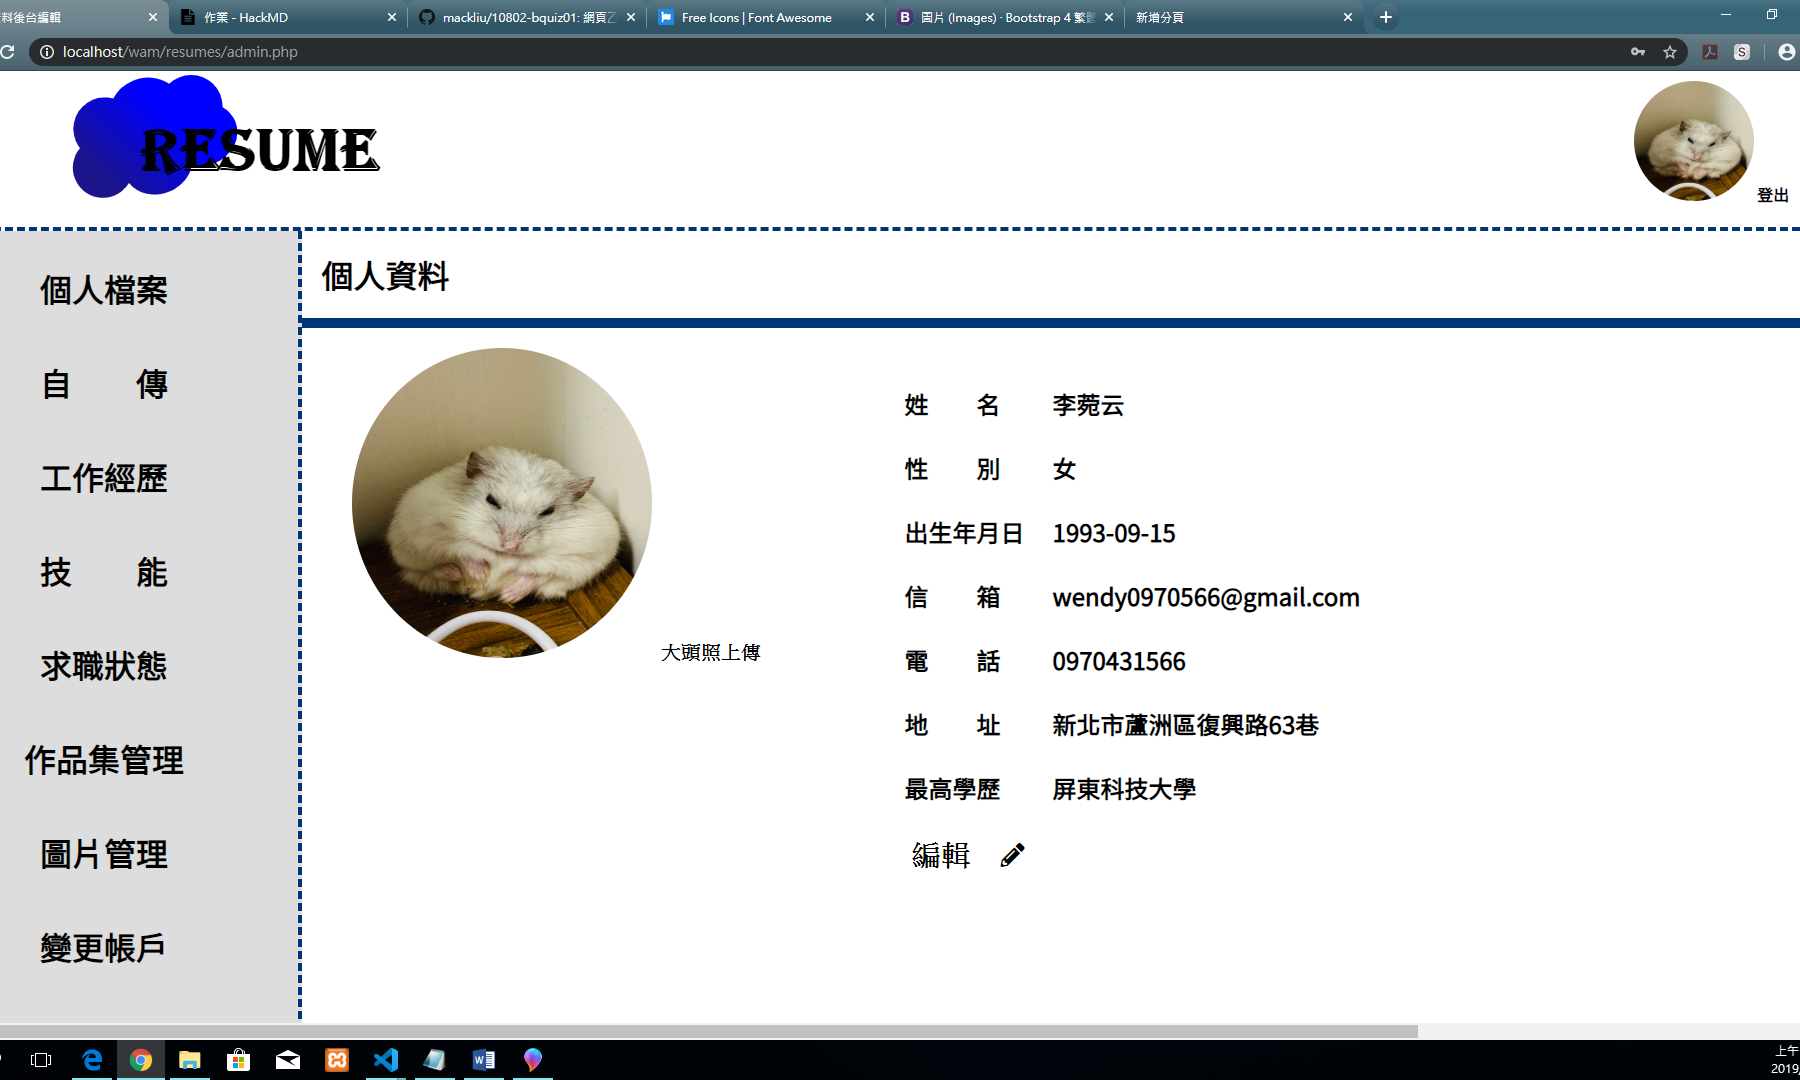 料後台編輯
作業 - HackMD
mackliu/10802-bquiz01: 網頁乙
Free Icons | Font Awesome
圖片 (Images) · Bootstrap 4 繁體
新增分頁
localhost/wam/resumes/admin.php
RESUME
登出
個人檔案
自 傳
工作經歷
技 能
求職狀態
作品集管理
圖片管理
變更帳戶
個人資料
大頭照上傳
姓 名 李菀云
性 別 女
出生年月日 1993-09-15
信 箱 wendy0970566@gmail.com
電 話 0970431566
地 址 新北市蘆洲區復興路63巷
最高學歷 屏東科技大學
編輯
上午
2019